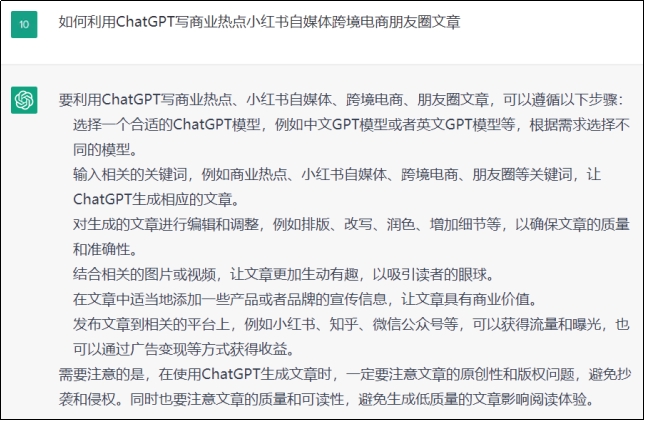 10
如何利用ChatGPT写商业热点小红书自媒体跨境电商朋友圈文章
要利用ChatGPT写商业热点、小红书自媒体、跨境电商、朋友圈文章，可以遵循以下步骤：
选择一个合适的ChatGPT模型，例如中文GPT模型或者英文GPT模型等，根据需求选择不
同的模型。
输入相关的关键词，例如商业热点、小红书自媒体、跨境电商、朋友圈等关键词，让
ChatGPT生成相应的文章。
对生成的文章进行编辑和调整，例如排版、改写、润色、增加细节等，以确保文章的质量
和准确性。
结合相关的图片或视频，让文章更加生动有趣，以吸引读者的眼球。
在文章中适当地添加一些产品或者品牌的宣传信息，让文章具有商业价值。
发布文章到相关的平台上，例如小红书、知乎、微信公众号等，可以获得流量和曝光，也
可以通过广告变现等方式获得收益。
需要注意的是，在使用ChatGPT生成文章时，一定要注意文章的原创性和版权问题，避免抄
袭和侵权。同时也要注意文章的质量和可读性，避免生成低质量的文章影响阅读体验。